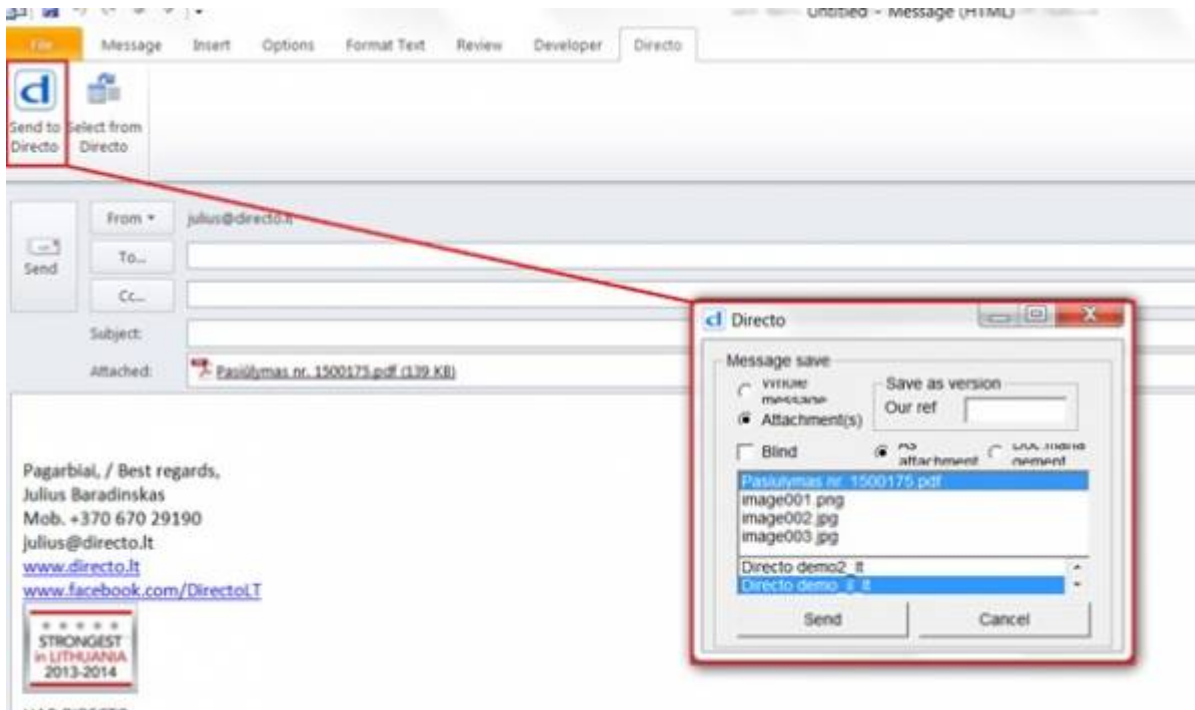 Untitled - Message (HTML)
File Message Insert Options Format Text Review Developer Directo
Send to Directo
Select from Directo
From julius@directo.lt
Send
To...
Cc...
Subject:
Attached: Pasiūlymas nr. 1500175.pdf (139 KB)
Pagarbiai, / Best regards,
Julius Baradinskas
Mob. +370 670 29190
julius@directo.lt
www.directo.lt
www.facebook.com/DirectoLT
STRONGEST
in LITHUANIA
2013-2014
Directo
Message save
Whole message
Attachment(s)
Save as version
Our ref
Blind
As attachment
Doc.management
Pasiulymas nr. 1500175.pdf
image001.png
image002.jpg
image003.jpg
Directo demo2_lt
Send Cancel